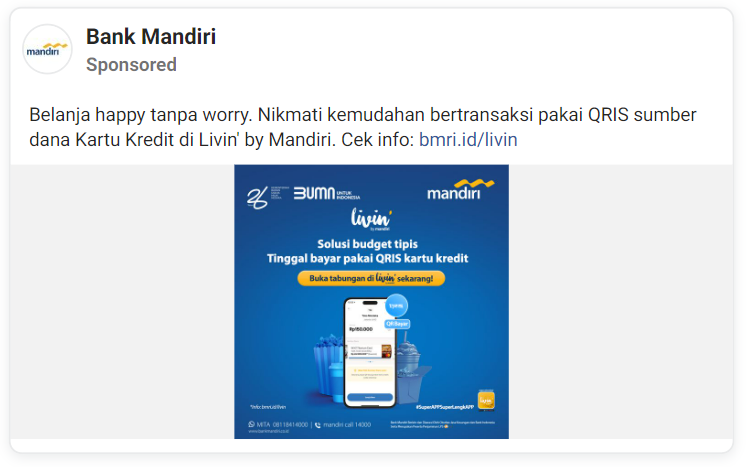 mandiri
Bank Mandiri
Sponsored
Belanja happy tanpa worry. Nikmati kemudahan bertransaksi pakai QRIS sumber
dana Kartu Kredit di Livin' by Mandiri. Cek info: bmri.id/livin
26
BUMN UNTUK INDONESIA
mandiri
livin'
by mandiri
Solusi budget tipis
Tinggal bayar pakai QRIS kartu kredit
Buka tabungan di livin' sekarang!
Rp150.000
QR Bayar
*Info: bmri.id/livin
#SuperAPPSuperLengkAPP
livin'
MITA 08118414000 | mandiri call 14000
www.bankmandiri.co.id